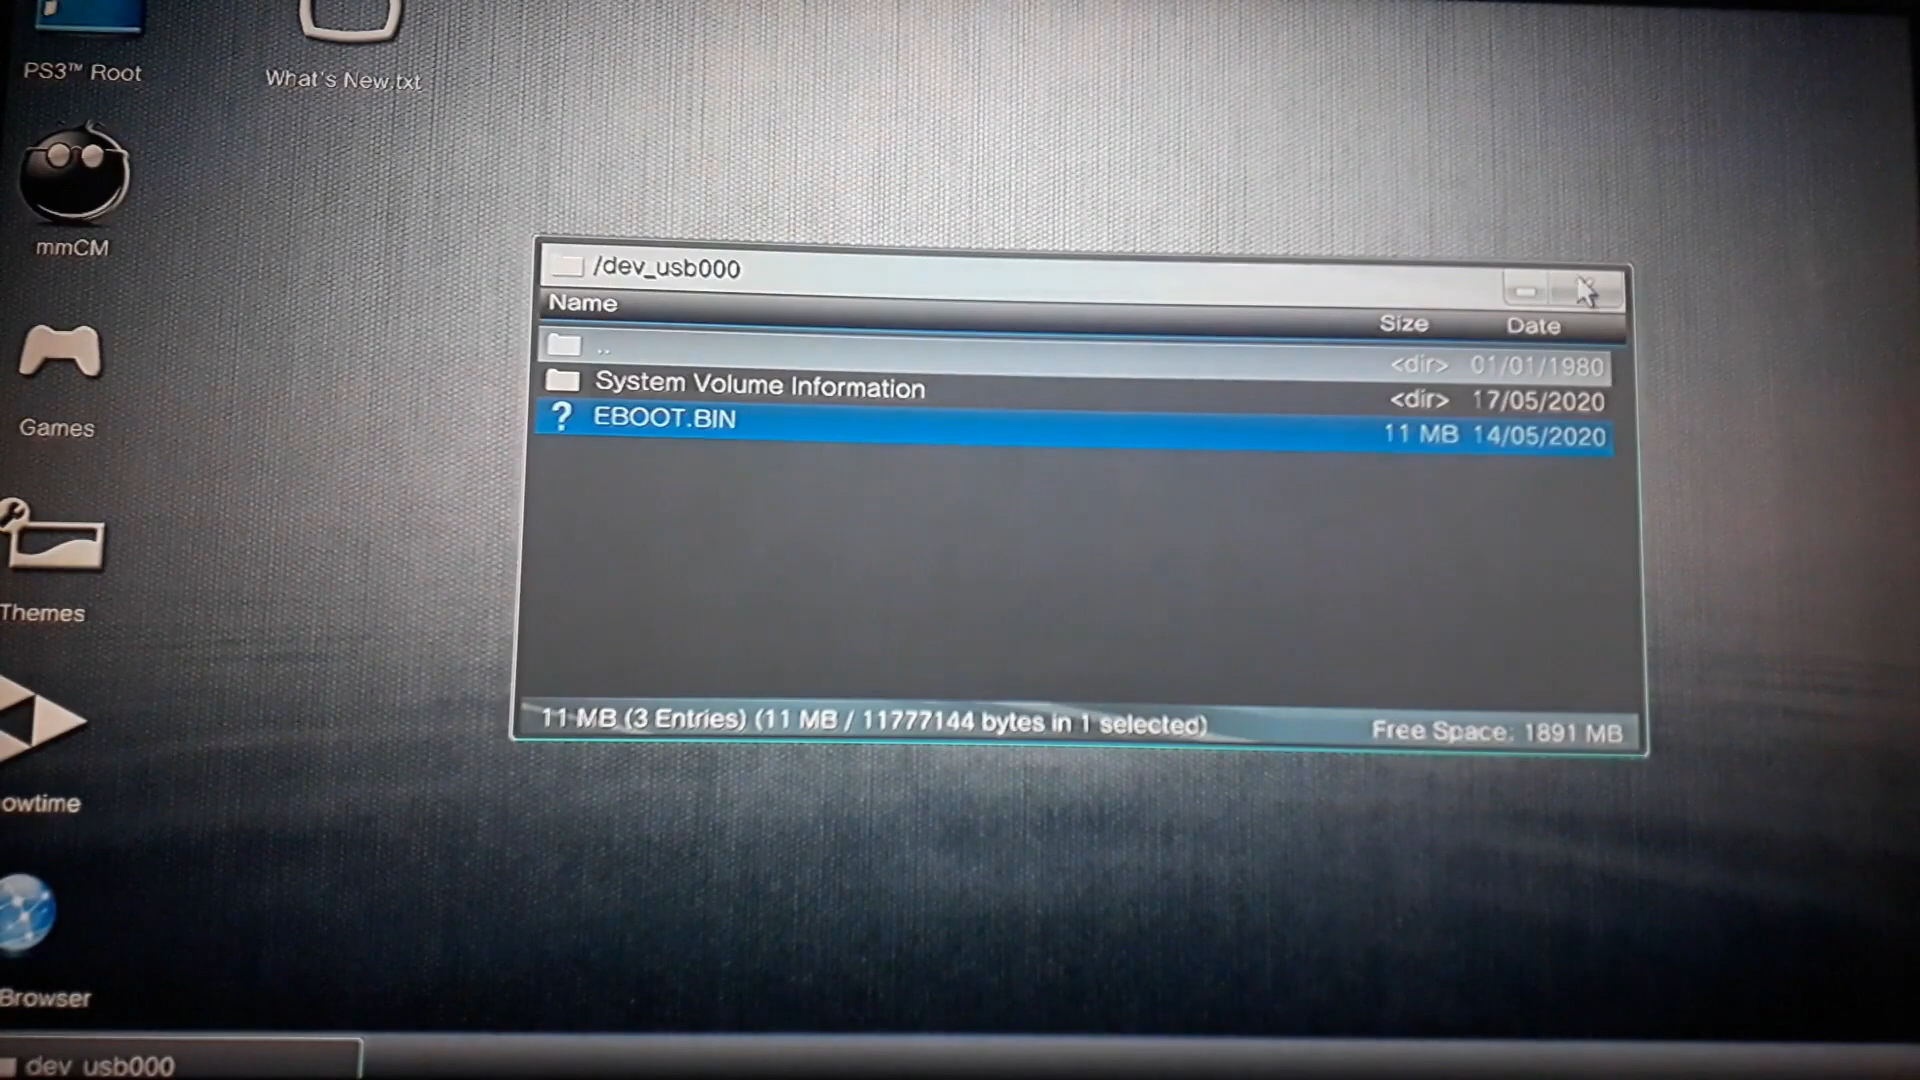 PS3™ Root
What's New.txt
mmCM
Games
Themes
owtime
Browser
/dev_usb000
Name Size Date
.. <dir> 01/01/1980
System Volume Information <dir> 17/05/2020
? EBOOT.BIN 11 MB 14/05/2020
11 MB (3 Entries) (11 MB / 11777144 bytes in 1 selected) Free Space: 1891 MB
dev_usb000